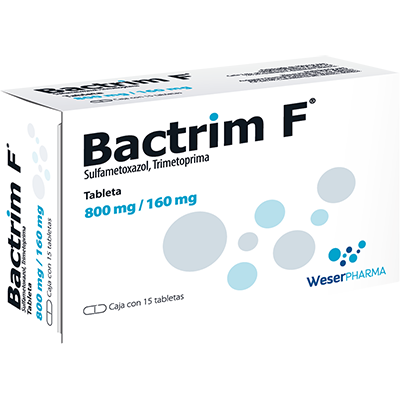 Bactrim F®
Sulfametoxazol, Trimetoprima
Tableta
800 mg / 160 mg
Caja con 15 tabletas
WeserPHARMA
Bactrim F®
Sulfametoxazol, Trimetoprima
Tableta
800 mg / 160 mg
Caja con 15 tabletas